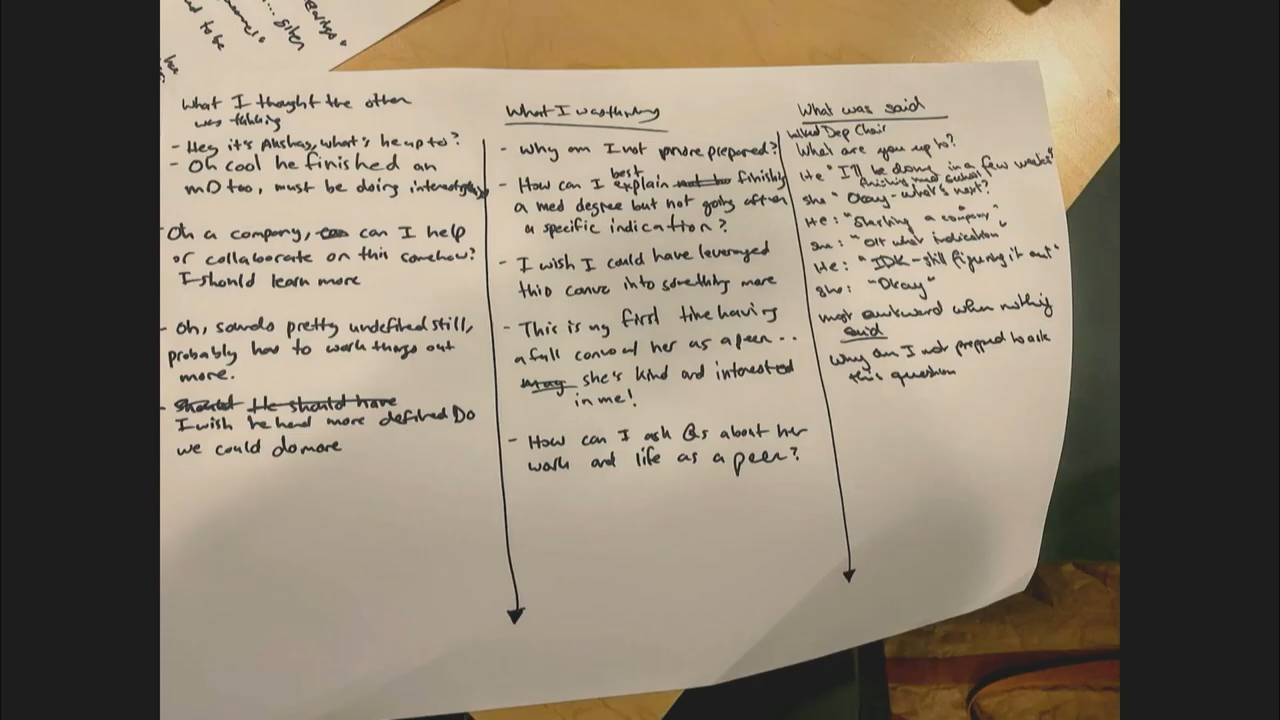 to be
What I thought the other
was thinking
- Hey it's Akshay, what's he up to?
- Oh cool he finished an
MD too, must be doing interesting
Oh a company, can I help
or collaborate on this somehow?
I should learn more
- Oh, sounds pretty undefined still,
probably has to work things out
more.
- Should He should have
I wish he had more defined so
we could do more
What I was thinking
- Why am I not more prepared?
- How can I best explain not to finishing
a med degree but not going after
a specific indication?
- I wish I could have leveraged
this convo into something more
- This is my first time having
a full convo w/ her as a peer..
she's kind and interested
in me!
- How can I ask Qs about her
work and life as a peer?
What was said
Dep Chair
What are you up to?
He "I'll be done in a few weeks"
finishing med school
she "Okay - what's next?
He: "Starting a company"
she: "Oh what indication"
He: "IDK - still figuring it out"
she: "Okay"
most awkward when nothing
said
Why am I not prepared to ask
this question